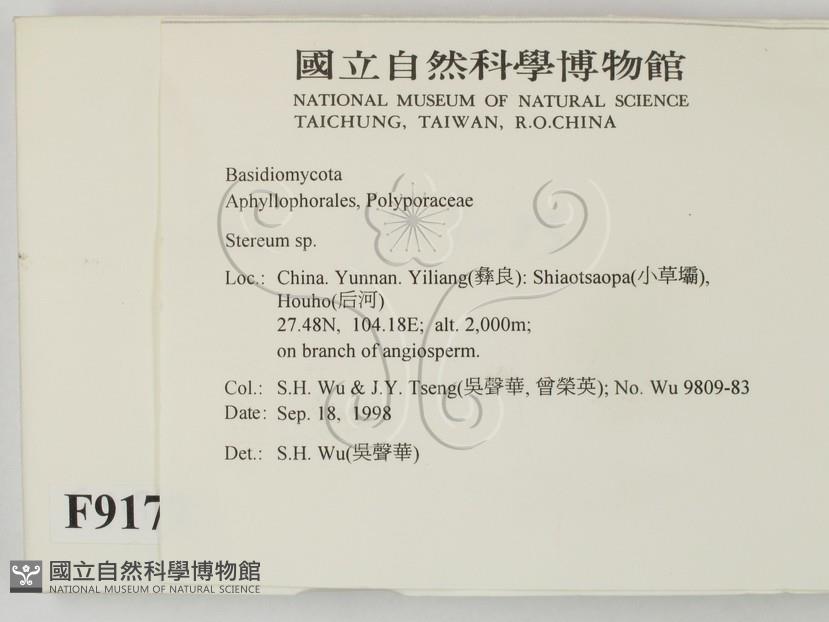 國立自然科學博物館
NATIONAL MUSEUM OF NATURAL SCIENCE
TAICHUNG, TAIWAN, R.O.CHINA
Basidiomycota
Aphyllophorales, Polyporaceae
Stereum sp.
Loc.: China. Yunnan. Yiliang(彝良): Shiaotsaopa(小草壩),
Houho(后河)
27.48N, 104.18E; alt. 2,000m;
on branch of angiosperm.
Col.: S.H. Wu & J.Y. Tseng(吳聲華, 曾榮英); No. Wu 9809-83
Date: Sep. 18, 1998
Det.: S.H. Wu(吳聲華)
F917
國立自然科學博物館
NATIONAL MUSEUM OF NATURAL SCIENCE